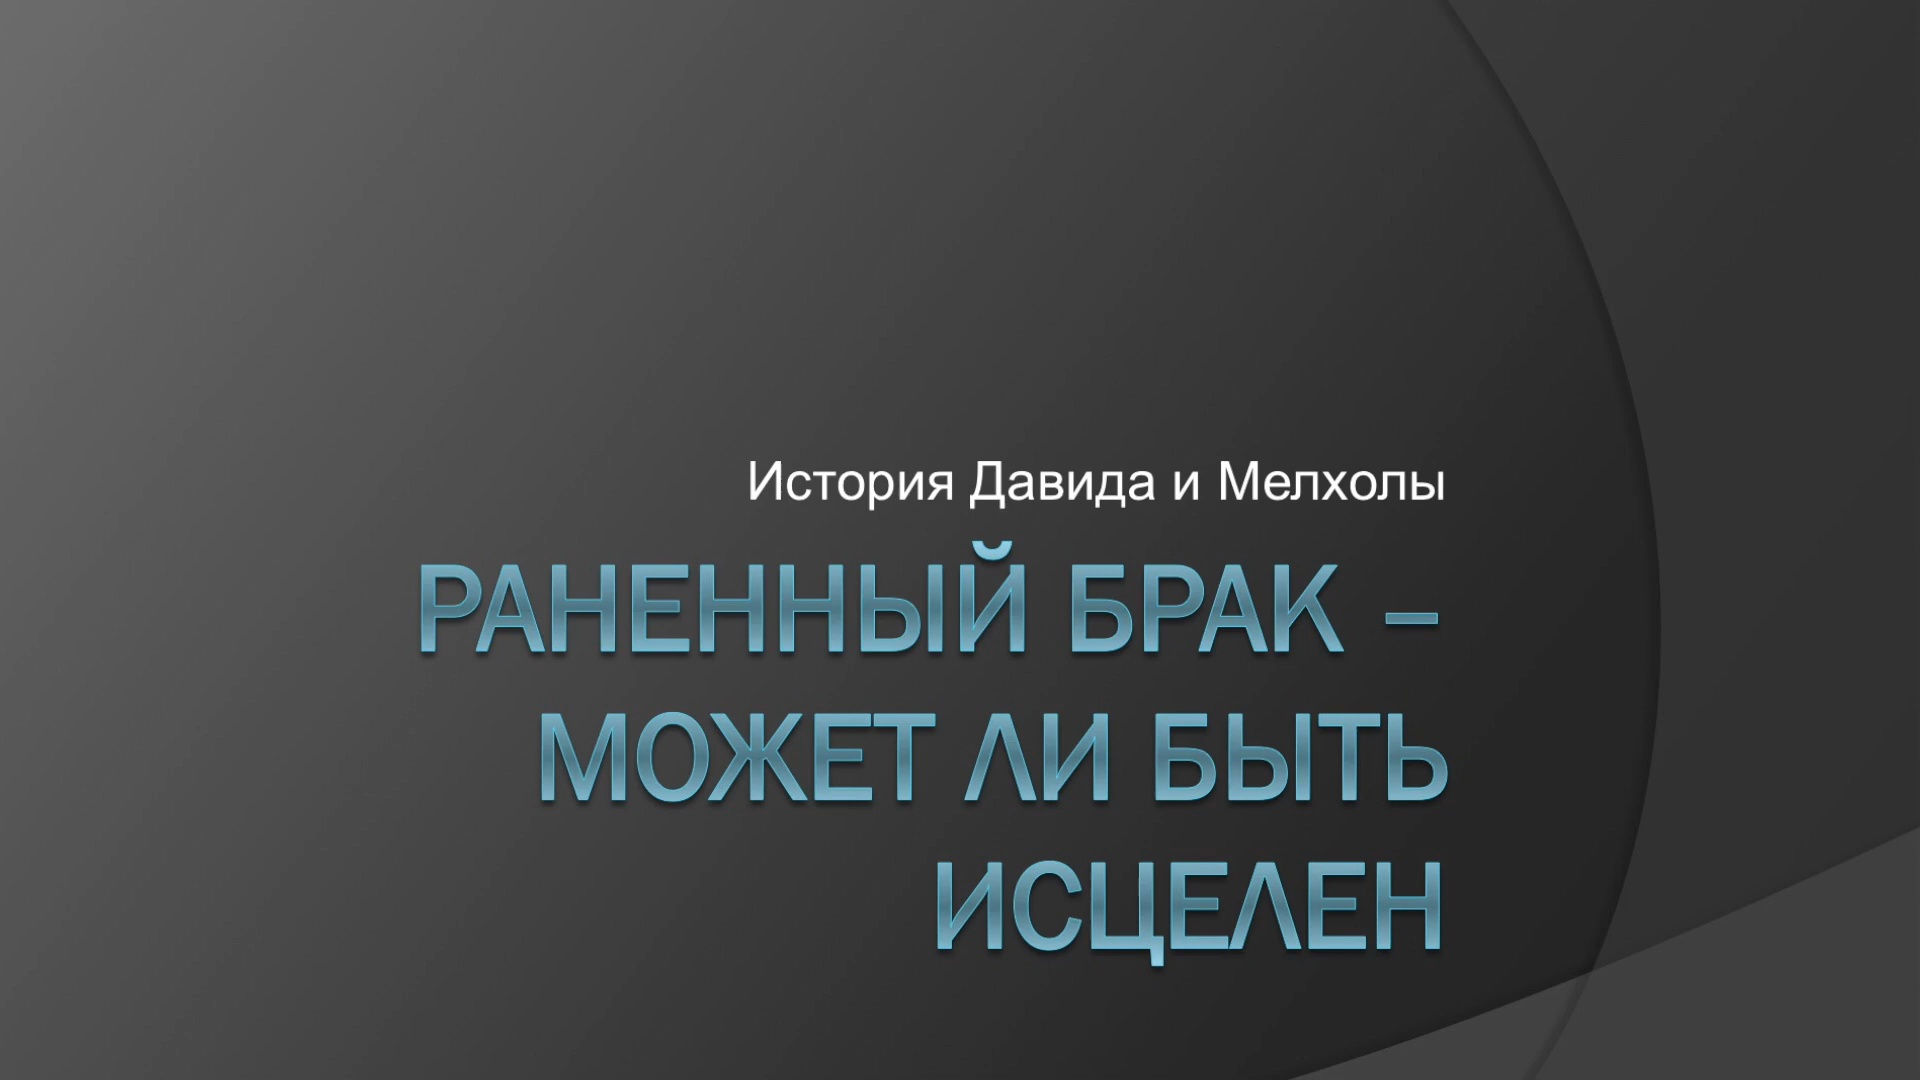 История Давида и Мелхолы
РАНЕННЫЙ БРАК –
МОЖЕТ ЛИ БЫТЬ
ИСЦЕЛЕН